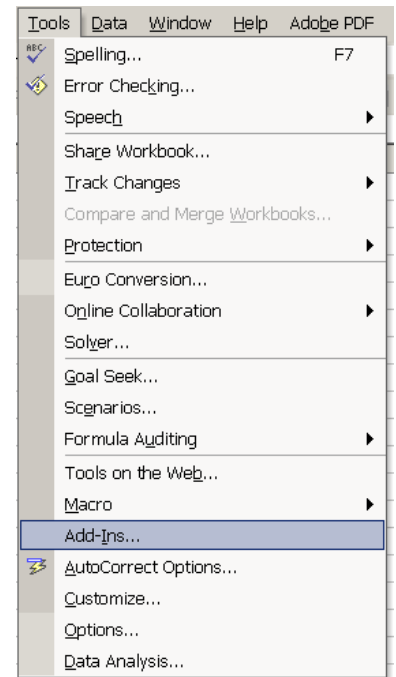 Tools Data Window Help Adobe PDF
ABC Spelling... F7
Error Checking...
Speech
Share Workbook...
Track Changes
Compare and Merge Workbooks...
Protection
Euro Conversion...
Online Collaboration
Solver...
Goal Seek...
Scenarios...
Formula Auditing
Tools on the Web...
Macro
Add-Ins...
AutoCorrect Options...
Customize...
Options...
Data Analysis...